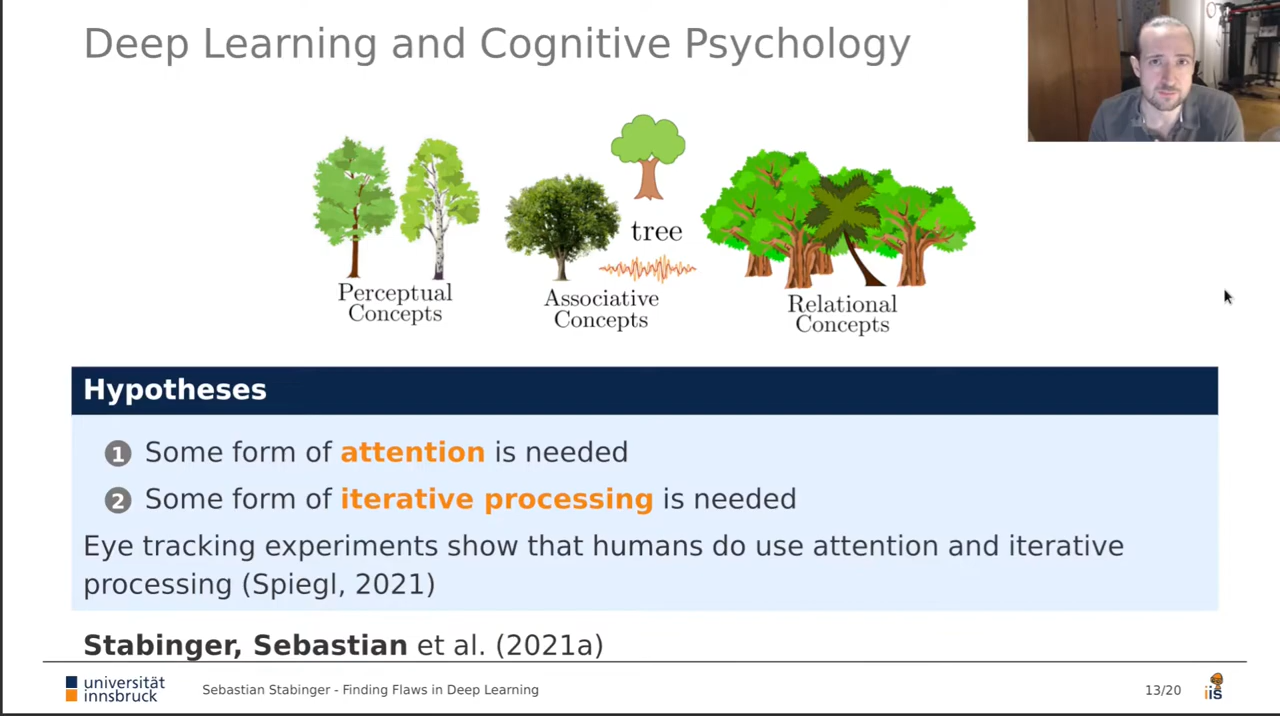 Deep Learning and Cognitive Psychology
tree
Perceptual
Concepts
Associative
Concepts
Relational
Concepts
Hypotheses
1 Some form of attention is needed
2 Some form of iterative processing is needed
Eye tracking experiments show that humans do use attention and iterative
processing (Spiegl, 2021)
Stabinger, Sebastian et al. (2021a)
universität
innsbruck
Sebastian Stabinger - Finding Flaws in Deep Learning
13/20
iis